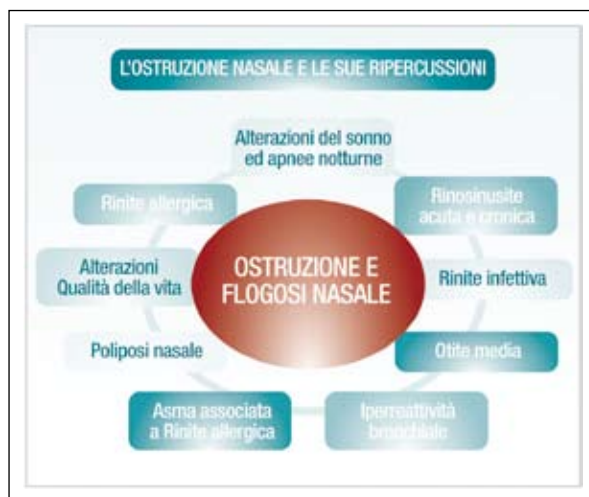 L'OSTRUZIONE NASALE E LE SUE RIPERCUSSIONI
Alterazioni del sonno
ed apnee notturne
Rinite allergica
Rinosinusite
acuta e cronica
Alterazioni
Qualità della vita
OSTRUZIONE E
FLOGOSI NASALE
Rinite infettiva
Poliposi nasale
Otite media
Asma associata
a Rinite allergica
Iperreattività
bronchiale